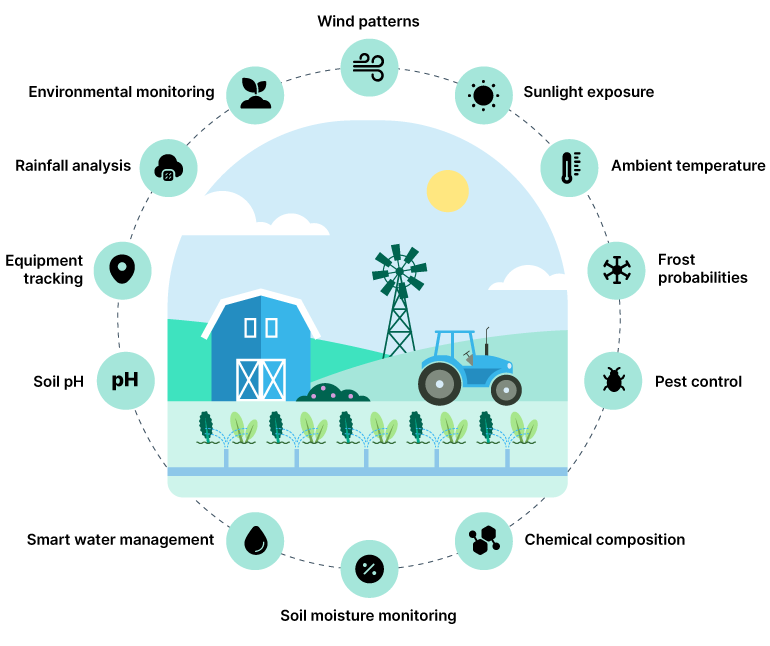 Wind patterns
Environmental monitoring
Sunlight exposure
Rainfall analysis
Ambient temperature
Equipment
tracking
Frost
probabilities
Soil pH
pH
Pest control
Smart water management
Chemical composition
Soil moisture monitoring